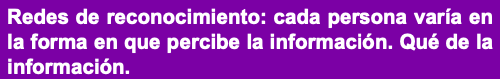 Redes de reconocimiento: cada persona varía en
la forma en que percibe la información. Qué de la
información.